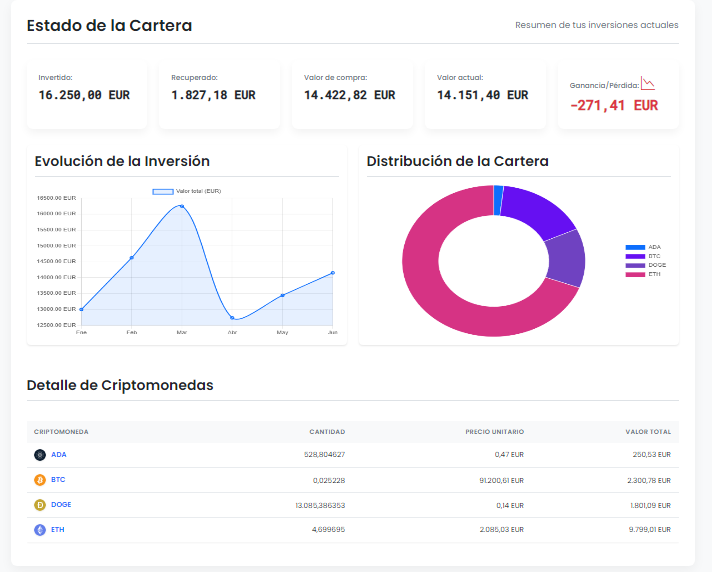 Estado de la Cartera
Resumen de tus inversiones actuales
Invertido:
16.250,00 EUR
Recuperado:
1.827,18 EUR
Valor de compra:
14.422,82 EUR
Valor actual:
14.151,40 EUR
Ganancia/Pérdida:
-271,41 EUR
Evolución de la Inversión
Valor total (EUR)
16500.00 EUR
16000.00 EUR
15500.00 EUR
15000.00 EUR
14500.00 EUR
14000.00 EUR
13500.00 EUR
13000.00 EUR
12500.00 EUR
Ene Feb Mar Abr May Jun
Distribución de la Cartera
ADA
BTC
DOGE
ETH
Detalle de Criptomonedas
CRIPTOMONEDA CANTIDAD PRECIO UNITARIO VALOR TOTAL
ADA 528,804627 0,47 EUR 250,53 EUR
BTC 0,025228 91.200,61 EUR 2.300,78 EUR
DOGE 13.085,386353 0,14 EUR 1.801,09 EUR
ETH 4,699695 2.085,03 EUR 9.799,01 EUR